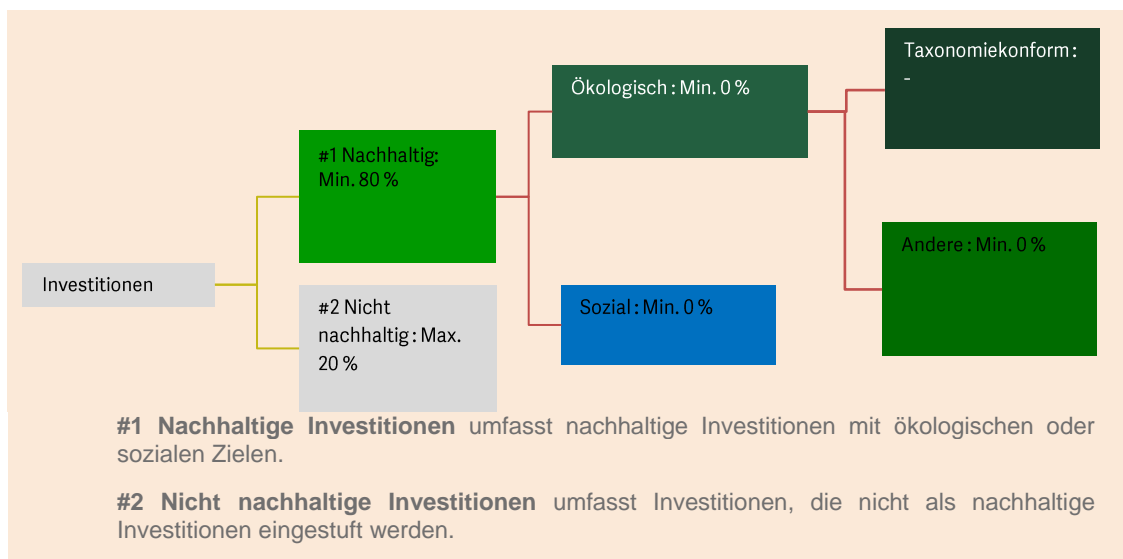 Investitionen
#1 Nachhaltig:
Min. 80 %
#2 Nicht
nachhaltig : Max.
20 %
Ökologisch : Min. 0 %
Sozial : Min. 0 %
Taxonomiekonform :
-
Andere : Min. 0 %
#1 Nachhaltige Investitionen umfasst nachhaltige Investitionen mit ökologischen oder
sozialen Zielen.
#2 Nicht nachhaltige Investitionen umfasst Investitionen, die nicht als nachhaltige
Investitionen eingestuft werden.